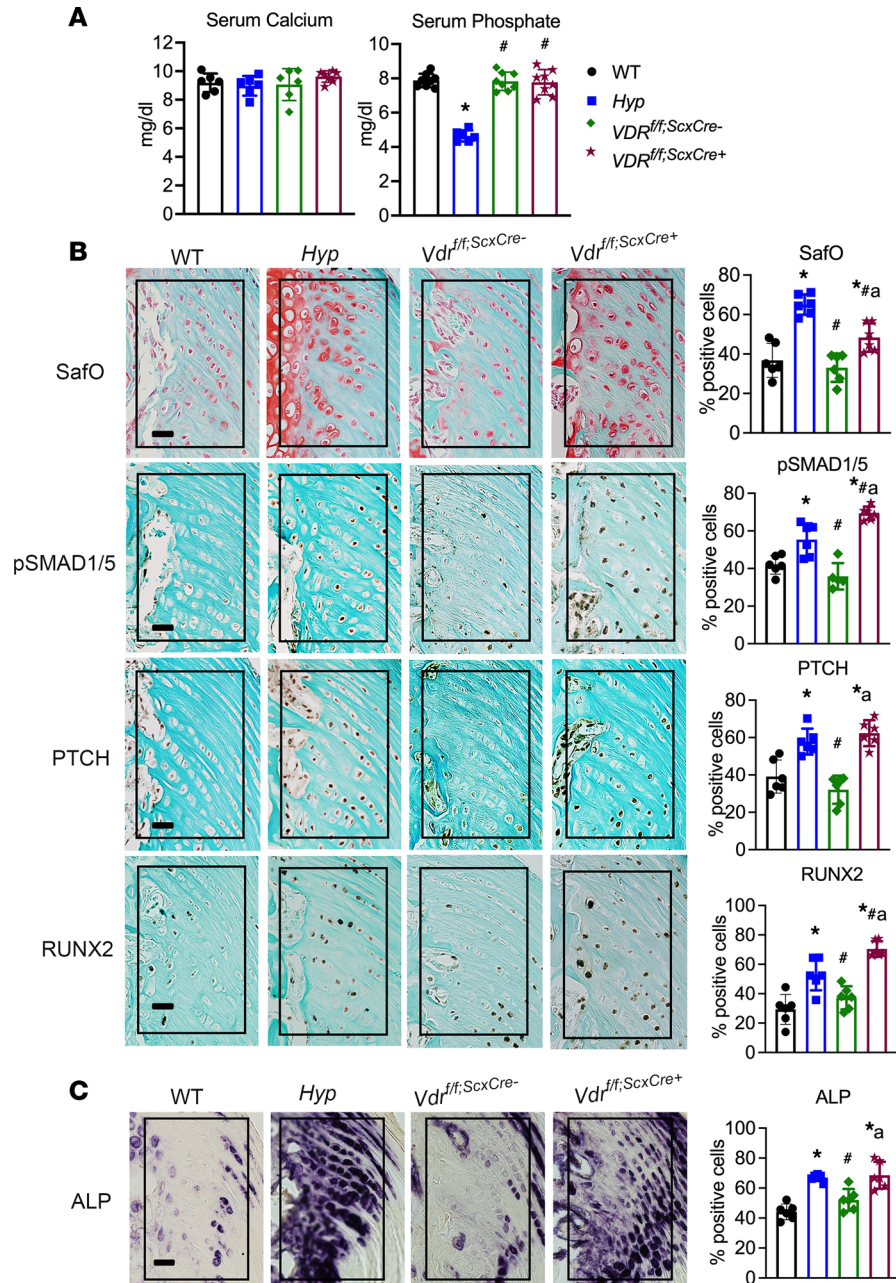 A
Serum Calcium
Serum Phosphate
mg/dl
12
10
8
6
4
2
0
mg/dl
10
8
6
4
2
0
*
#
#
WT
Hyp
VDRf/f;ScxCre-
VDRf/f;ScxCre+
B
WT
Hyp
Vdrf/f;ScxCre-
Vdrf/f;ScxCre+
SafO
SafO
% positive cells
80
60
40
20
0
*
#
*#a
pSMAD1/5
pSMAD1/5
% positive cells
80
60
40
20
0
*
#
*#a
PTCH
PTCH
% positive cells
80
60
40
20
0
*
#
*a
RUNX2
RUNX2
% positive cells
100
80
60
40
20
0
*
#
*#a
C
WT
Hyp
Vdrf/f;ScxCre-
Vdrf/f;ScxCre+
ALP
ALP
% positive cells
100
80
60
40
20
0
*
#
*a